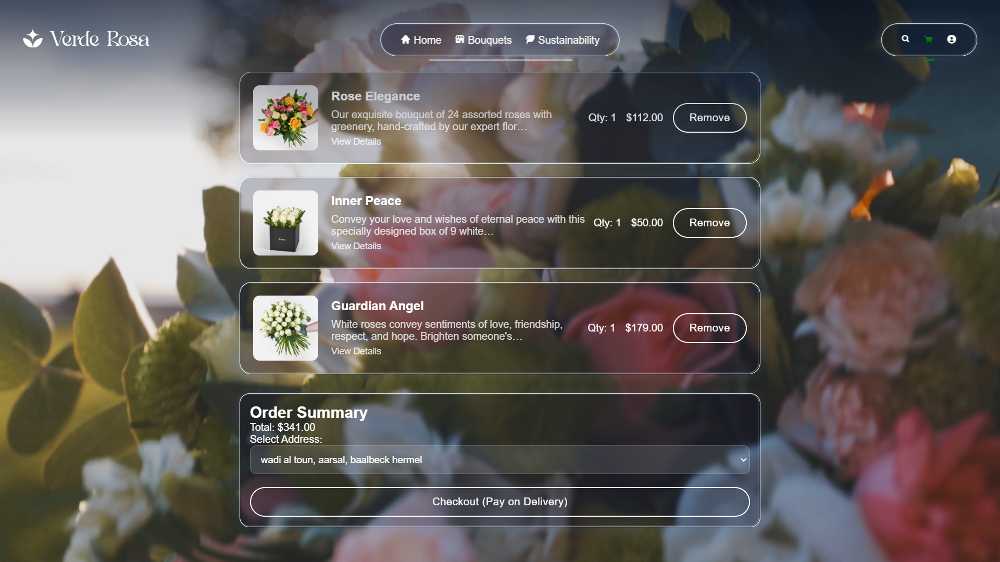 Verde Rosa
Home Bouquets Sustainability
Rose Elegance
Our exquisite bouquet of 24 assorted roses with
greenery, hand-crafted by our expert flor…
View Details
Qty: 1 $112.00 Remove
Inner Peace
Convey your love and wishes of eternal peace with this
specially designed box of 9 white…
View Details
Qty: 1 $50.00 Remove
Guardian Angel
White roses convey sentiments of love, friendship,
respect, and hope. Brighten someone's…
View Details
Qty: 1 $179.00 Remove
Order Summary
Total: $341.00
Select Address:
wadi al toun, aarsal, baalbeck hermel
Checkout (Pay on Delivery)